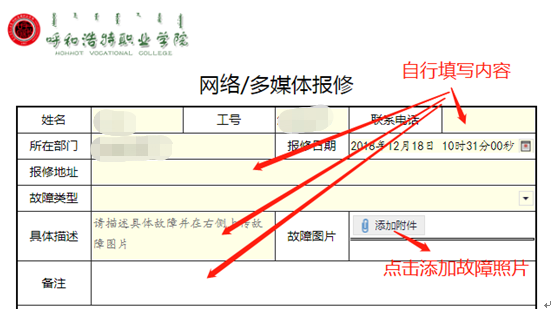 呼和浩特职业学院
HOHHOT VOCATIONAL COLLEGE
网络/多媒体报修
自行填写内容
姓名 工号 联系电话
所在部门 报修日期 2018年12月18日 10时31分00秒
报修地址
故障类型
具体描述 请描述具体故障并在右侧上传故
障图片 故障图片 添加附件
点击添加故障照片
备注